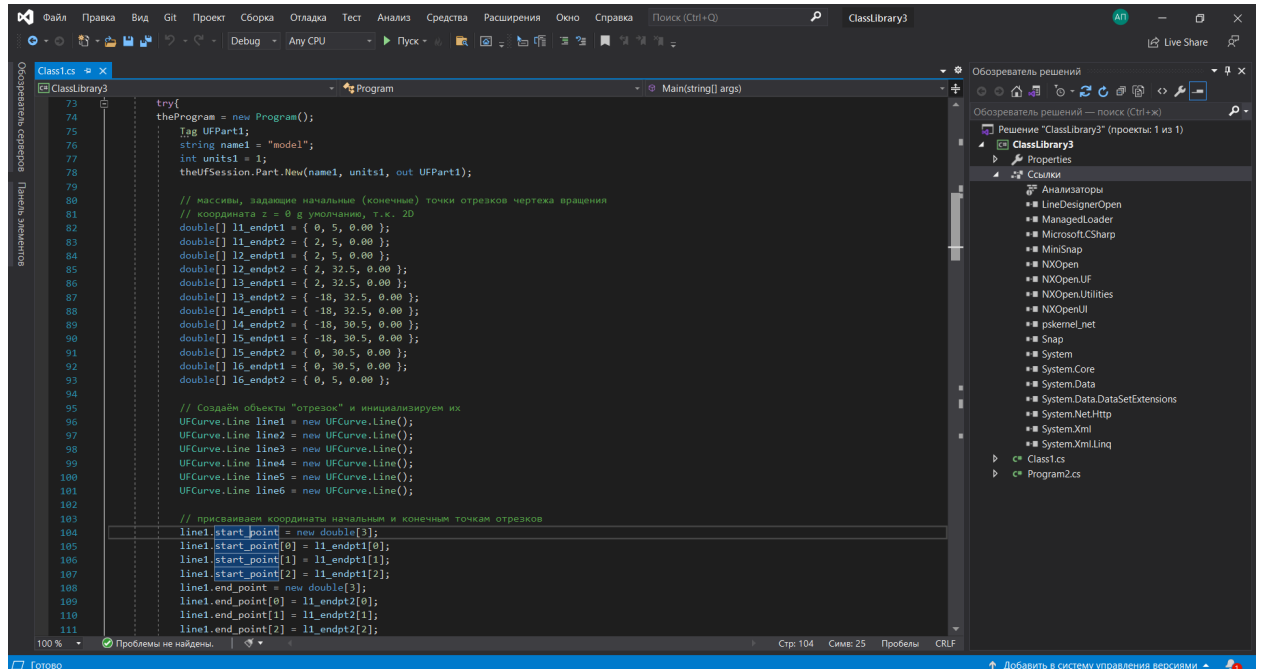 Файл Правка Вид Git Проект Сборка Отладка Тест Анализ Средства Расширения Окно Справка Поиск (Ctrl+Q) ClassLibrary3 АП
Debug Any CPU Пуск Live Share
Обозреватель серверов
Панель элементов
Class1.cs
ClassLibrary3 Program Main(string[] args)
73 try{
74 theProgram = new Program();
75 Tag UFPart1;
76 string name1 = "model";
77 int units1 = 1;
78 theUfSession.Part.New(name1, units1, out UFPart1);
79
80 // массивы, задающие начальные (конечные) точки отрезков чертежа вращения
81 // координата z = 0 g умолчанию, т.к. 2D
82 double[] l1_endpt1 = { 0, 5, 0.00 };
83 double[] l1_endpt2 = { 2, 5, 0.00 };
84 double[] l2_endpt1 = { 2, 5, 0.00 };
85 double[] l2_endpt2 = { 2, 32.5, 0.00 };
86 double[] l3_endpt1 = { 2, 32.5, 0.00 };
87 double[] l3_endpt2 = { -18, 32.5, 0.00 };
88 double[] l4_endpt1 = { -18, 32.5, 0.00 };
89 double[] l4_endpt2 = { -18, 30.5, 0.00 };
90 double[] l5_endpt1 = { -18, 30.5, 0.00 };
91 double[] l5_endpt2 = { 0, 30.5, 0.00 };
92 double[] l6_endpt1 = { 0, 30.5, 0.00 };
93 double[] l6_endpt2 = { 0, 5, 0.00 };
94
95 // Создаём объекты "отрезок" и инициализируем их
96 UFCurve.Line line1 = new UFCurve.Line();
97 UFCurve.Line line2 = new UFCurve.Line();
98 UFCurve.Line line3 = new UFCurve.Line();
99 UFCurve.Line line4 = new UFCurve.Line();
100 UFCurve.Line line5 = new UFCurve.Line();
101 UFCurve.Line line6 = new UFCurve.Line();
102
103 // присваиваем координаты начальным и конечным точкам отрезков
104 line1.start_point = new double[3];
105 line1.start_point[0] = l1_endpt1[0];
106 line1.start_point[1] = l1_endpt1[1];
107 line1.start_point[2] = l1_endpt1[2];
108 line1.end_point = new double[3];
109 line1.end_point[0] = l1_endpt2[0];
110 line1.end_point[1] = l1_endpt2[1];
111 line1.end_point[2] = l1_endpt2[2];
100 % Проблемы не найдены. Стр: 104 Симв: 25 Пробелы CRLF
Обозреватель решений
Обозреватель решений — поиск (Ctrl+ж)
Решение "ClassLibrary3" (проекты: 1 из 1)
ClassLibrary3
Properties
Ссылки
Анализаторы
LineDesignerOpen
ManagedLoader
Microsoft.CSharp
MiniSnap
NXOpen
NXOpen.UF
NXOpen.Utilities
NXOpenUI
pskernel_net
Snap
System
System.Core
System.Data
System.Data.DataSetExtensions
System.Net.Http
System.Xml
System.Xml.Linq
C# Class1.cs
C# Program2.cs
Готово Добавить в систему управления версиями 1